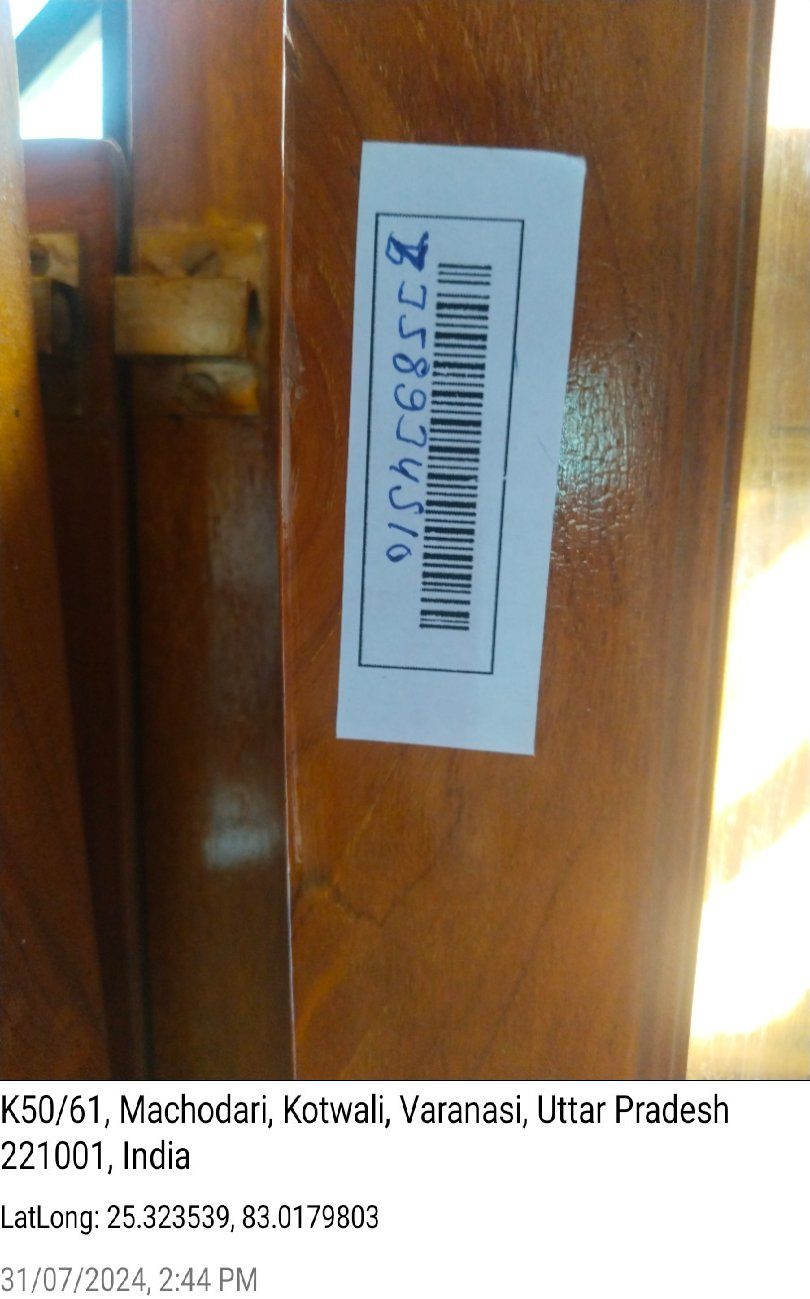 K50/61, Machodari, Kotwali, Varanasi, Uttar Pradesh
221001, India
LatLong: 25.323539, 83.0179803
31/07/2024, 2:44 PM